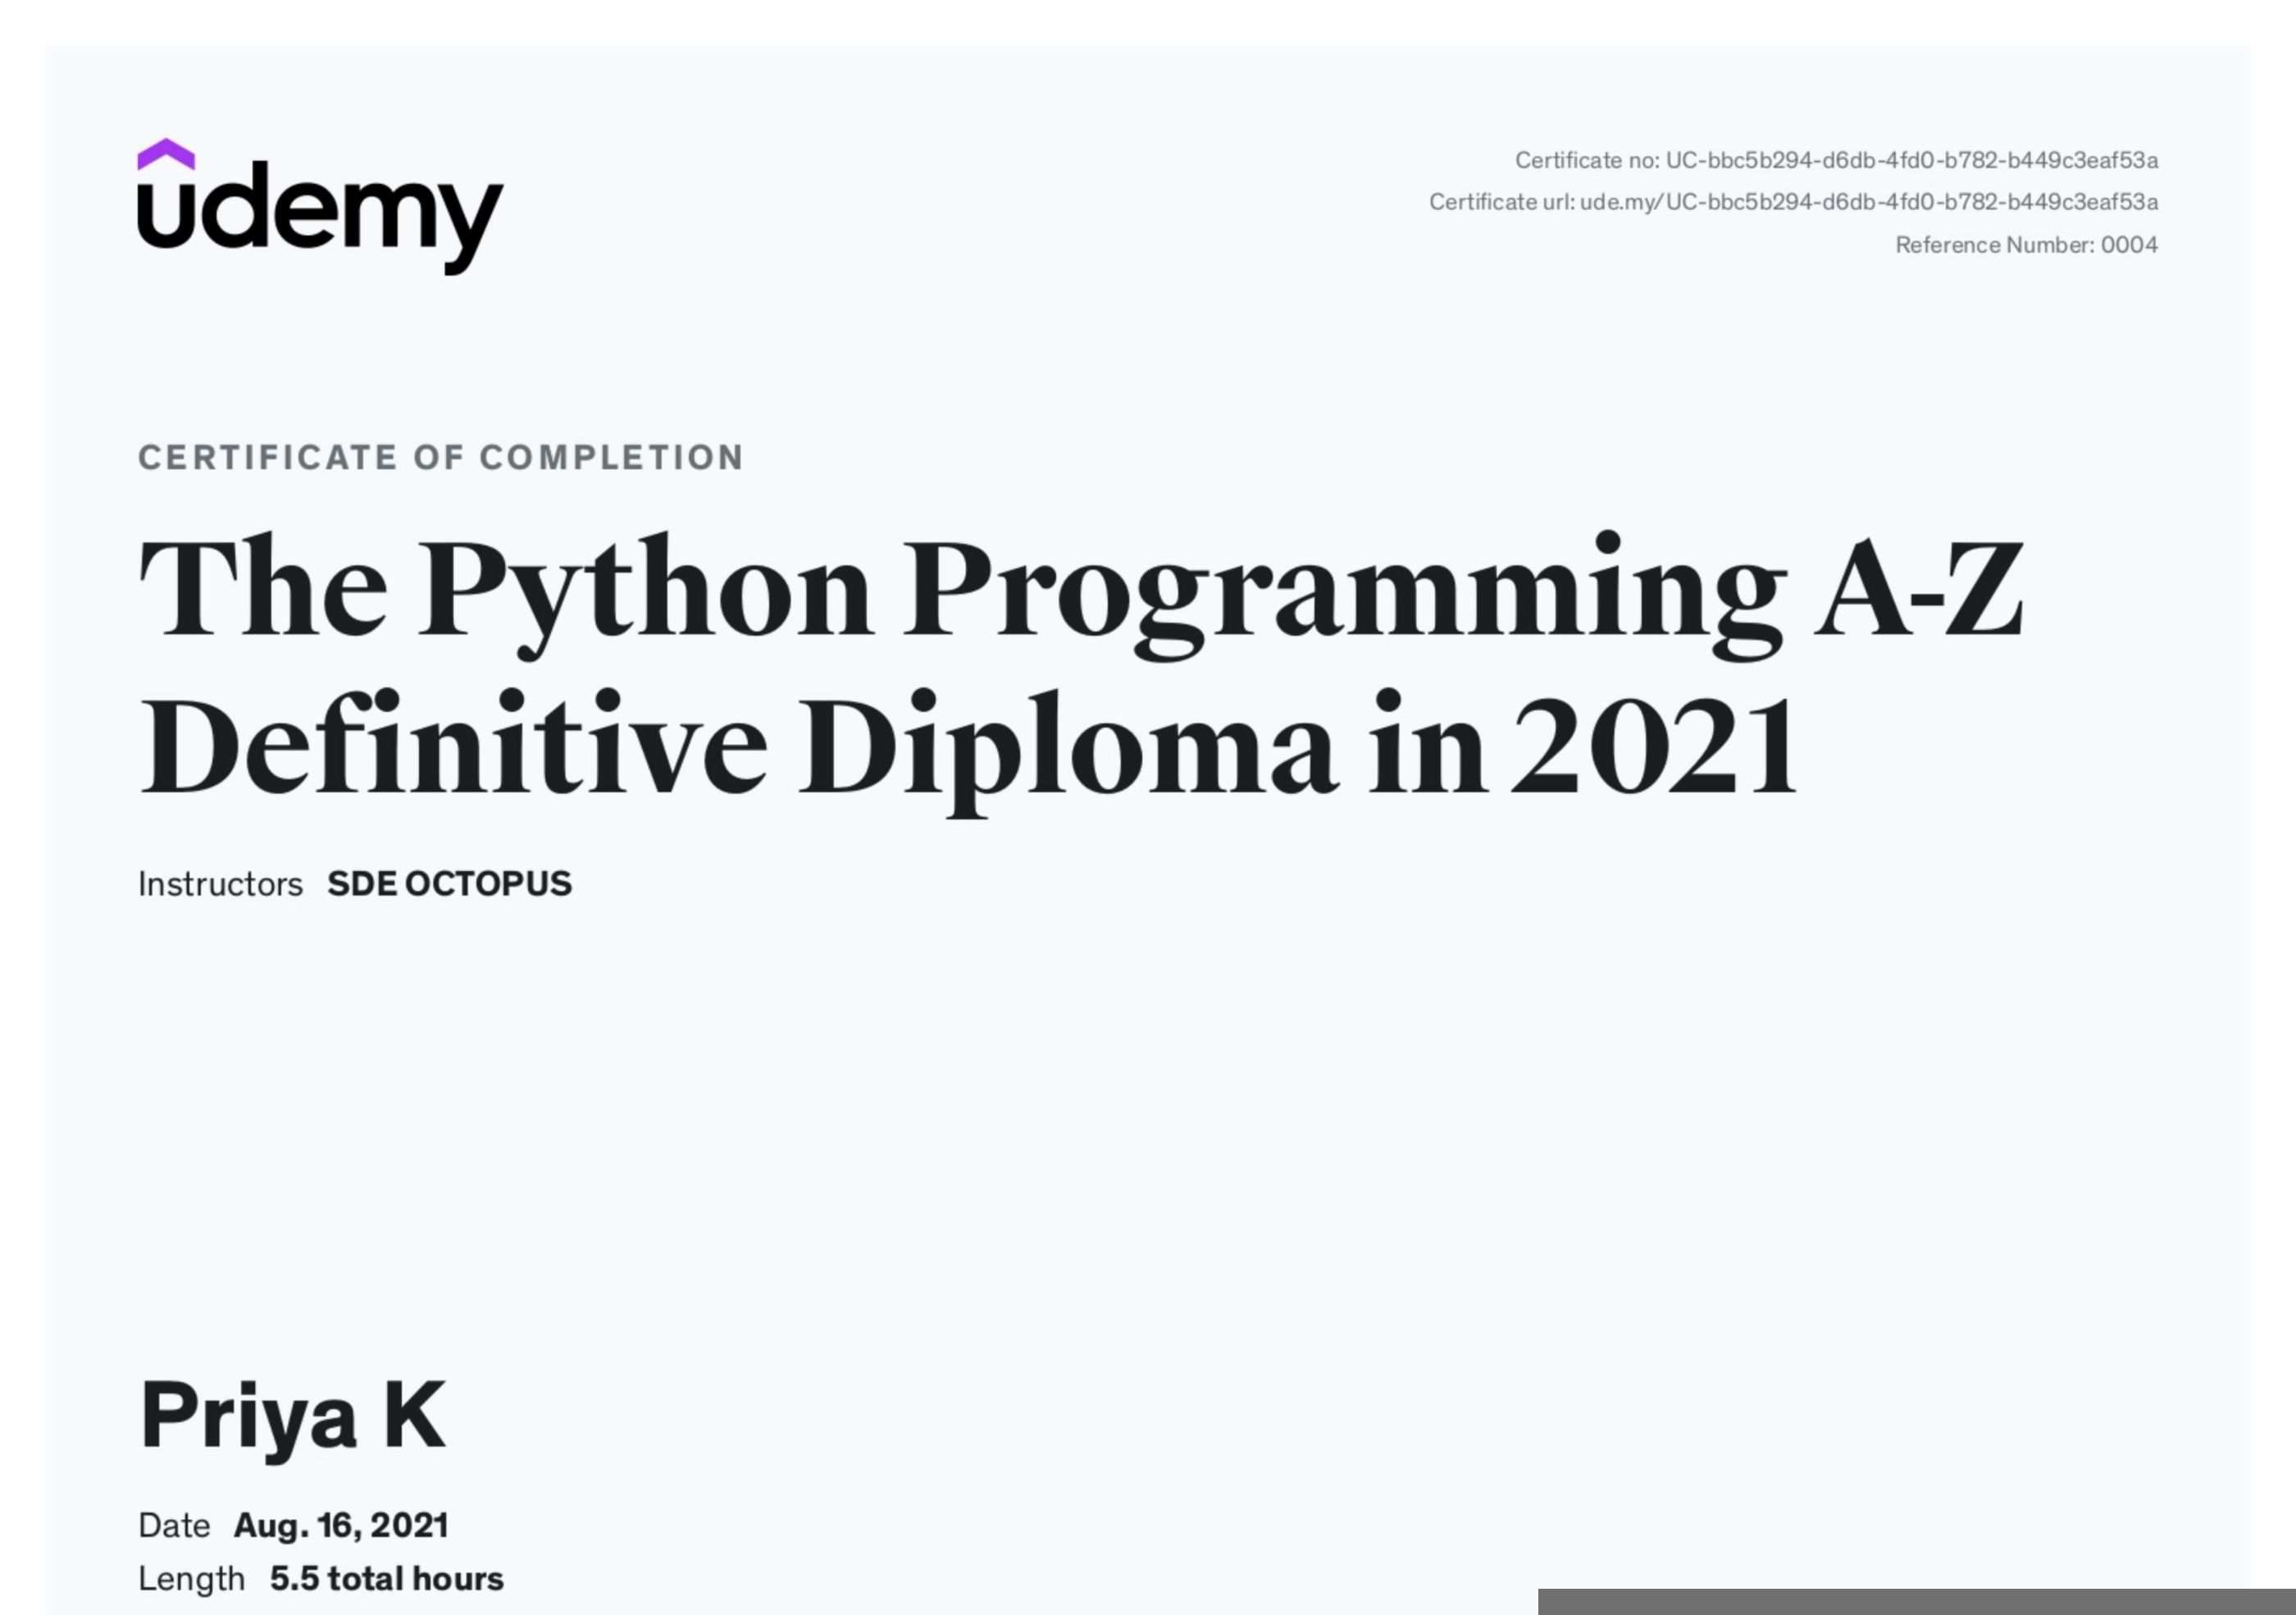 udemy
Certificate no: UC-bbc5b294-d6db-4fd0-b782-b449c3eaf53a
Certificate url: ude.my/UC-bbc5b294-d6db-4fd0-b782-b449c3eaf53a
Reference Number: 0004
CERTIFICATE OF COMPLETION
The Python Programming A-Z
Definitive Diploma in 2021
Instructors SDE OCTOPUS
Priya K
Date Aug. 16, 2021
Length 5.5 total hours